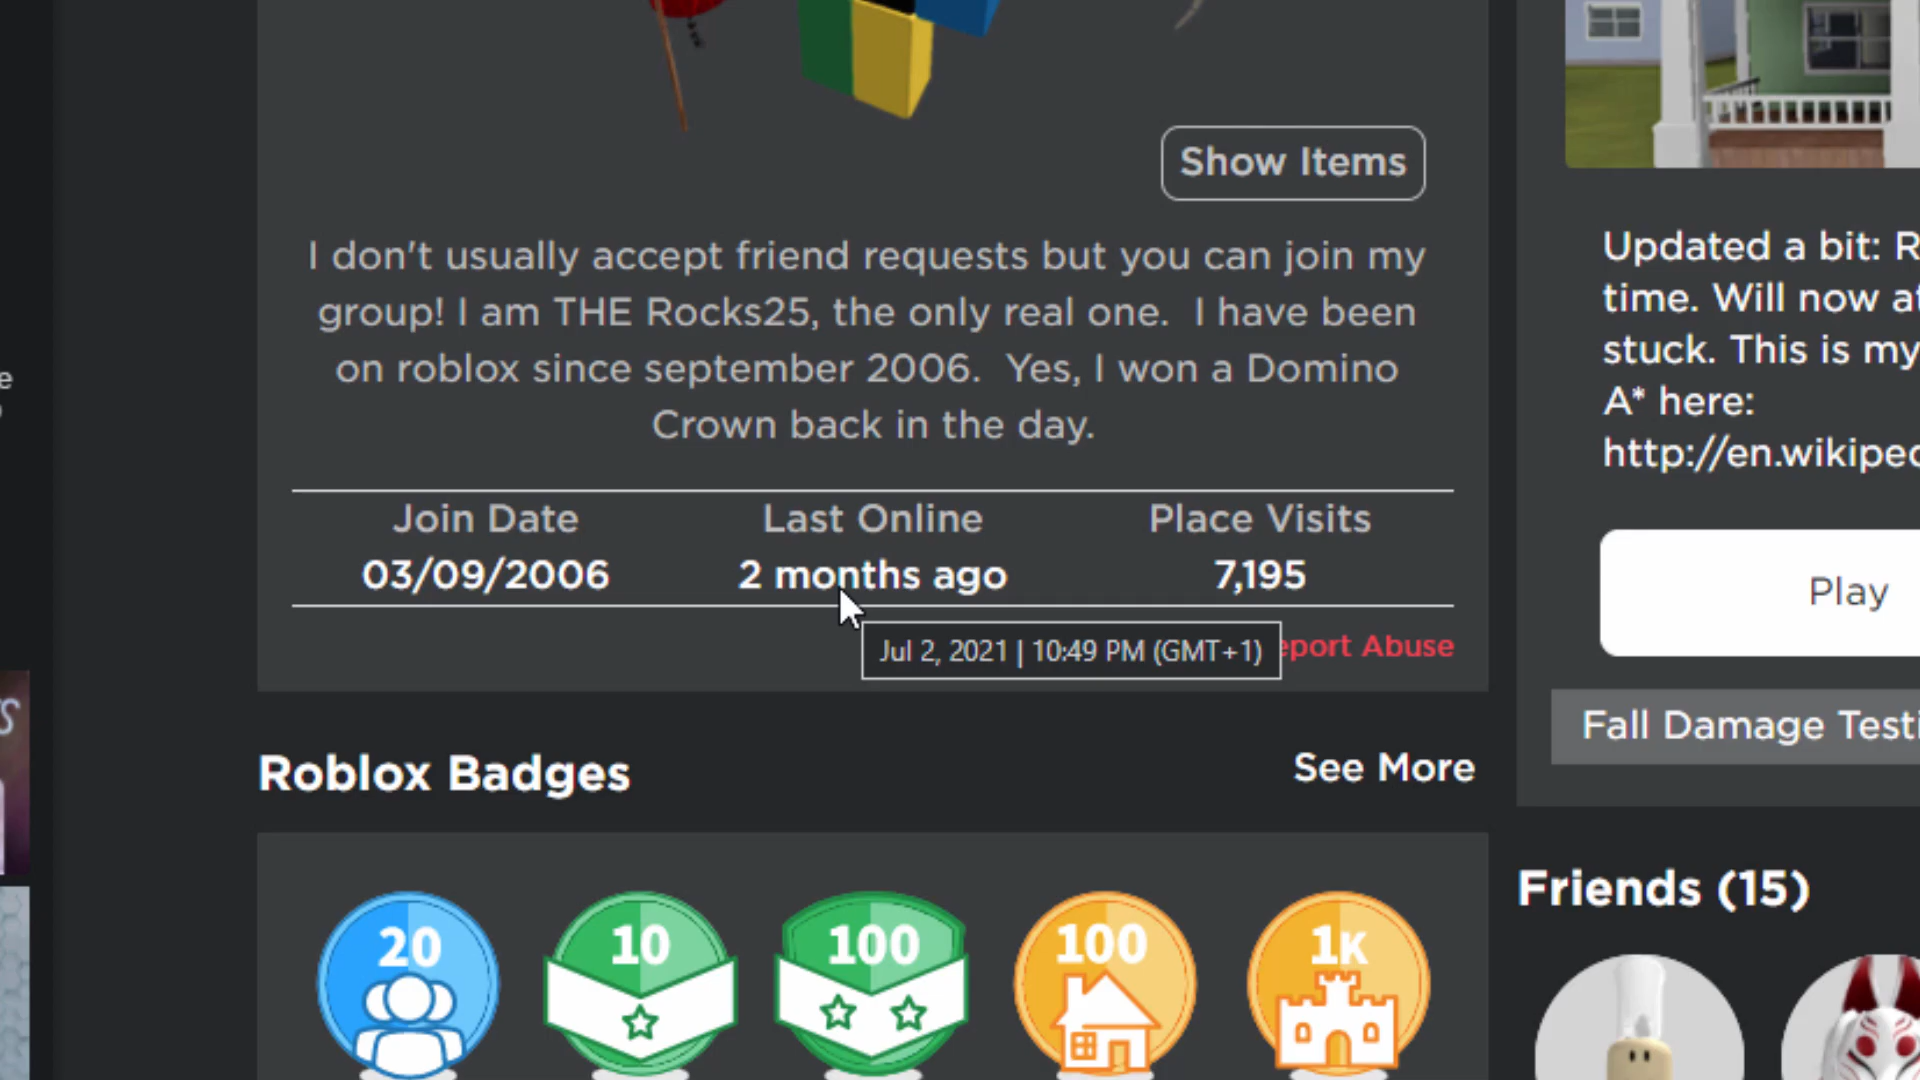 Show Items
I don't usually accept friend requests but you can join my
group! I am THE Rocks25, the only real one.  I have been
on roblox since september 2006.  Yes, I won a Domino
Crown back in the day.
Join Date
Last Online
Place Visits
03/09/2006
2 months ago
7,195
Jul 2, 2021 | 10:49 PM (GMT+1)
eport Abuse
Roblox Badges
See More
20
10
100
100
1K
Updated a bit: R
time. Will now a
stuck. This is my
A* here:
http://en.wikiped
Play
Fall Damage Testi
Friends (15)